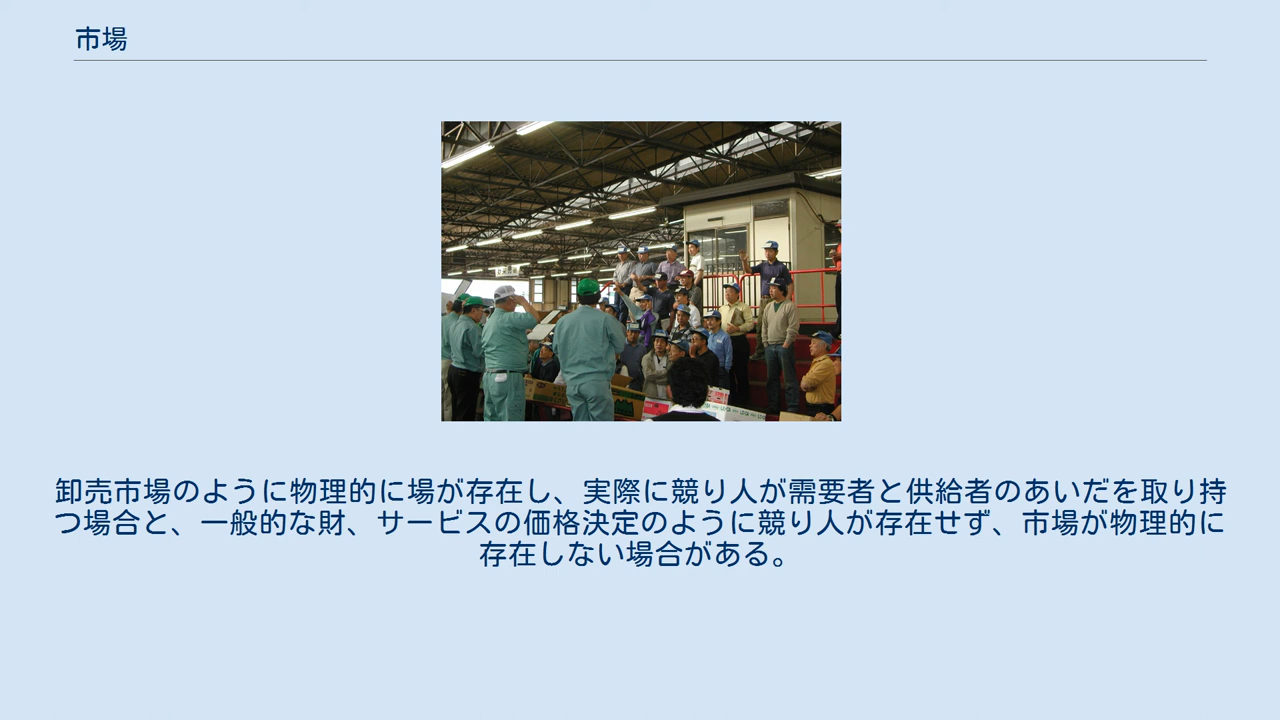 市場
卸売市場のように物理的に場が存在し、実際に競り人が需要者と供給者のあいだを取り持
つ場合と、一般的な財、サービスの価格決定のように競り人が存在せず、市場が物理的に
存在しない場合がある。